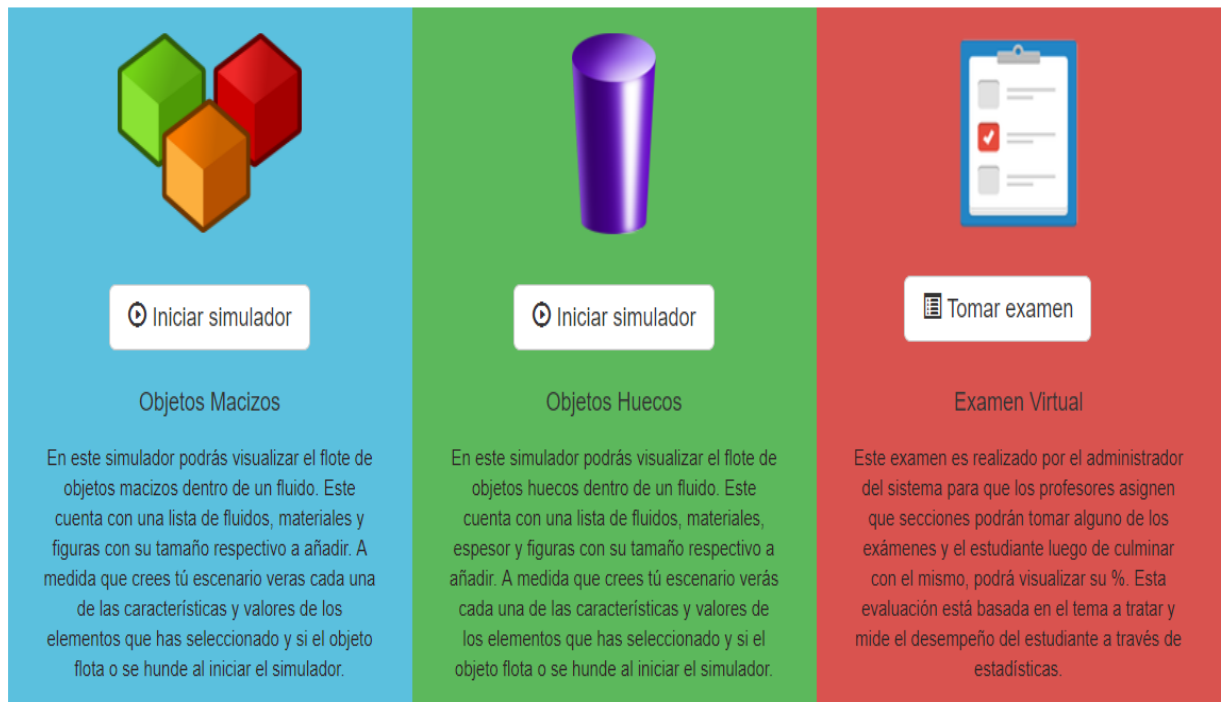 Iniciar simulador
Objetos Macizos
En este simulador podrás visualizar el flote de
objetos macizos dentro de un fluido. Este
cuenta con una lista de fluidos, materiales y
figuras con su tamaño respectivo a añadir. A
medida que crees tú escenario veras cada una
de las características y valores de los
elementos que has seleccionado y si el objeto
flota o se hunde al iniciar el simulador.
Iniciar simulador
Objetos Huecos
En este simulador podrás visualizar el flote de
objetos huecos dentro de un fluido. Este
cuenta con una lista de fluidos, materiales,
espesor y figuras con su tamaño respectivo a
añadir. A medida que crees tú escenario verás
cada una de las características y valores de
los elementos que has seleccionado y si el
objeto flota o se hunde al iniciar el simulador.
Tomar examen
Examen Virtual
Este examen es realizado por el administrador
del sistema para que los profesores asignen
que secciones podrán tomar alguno de los
exámenes y el estudiante luego de culminar
con el mismo, podrá visualizar su %. Esta
evaluación está basada en el tema a tratar y
mide el desempeño del estudiante a través de
estadísticas.